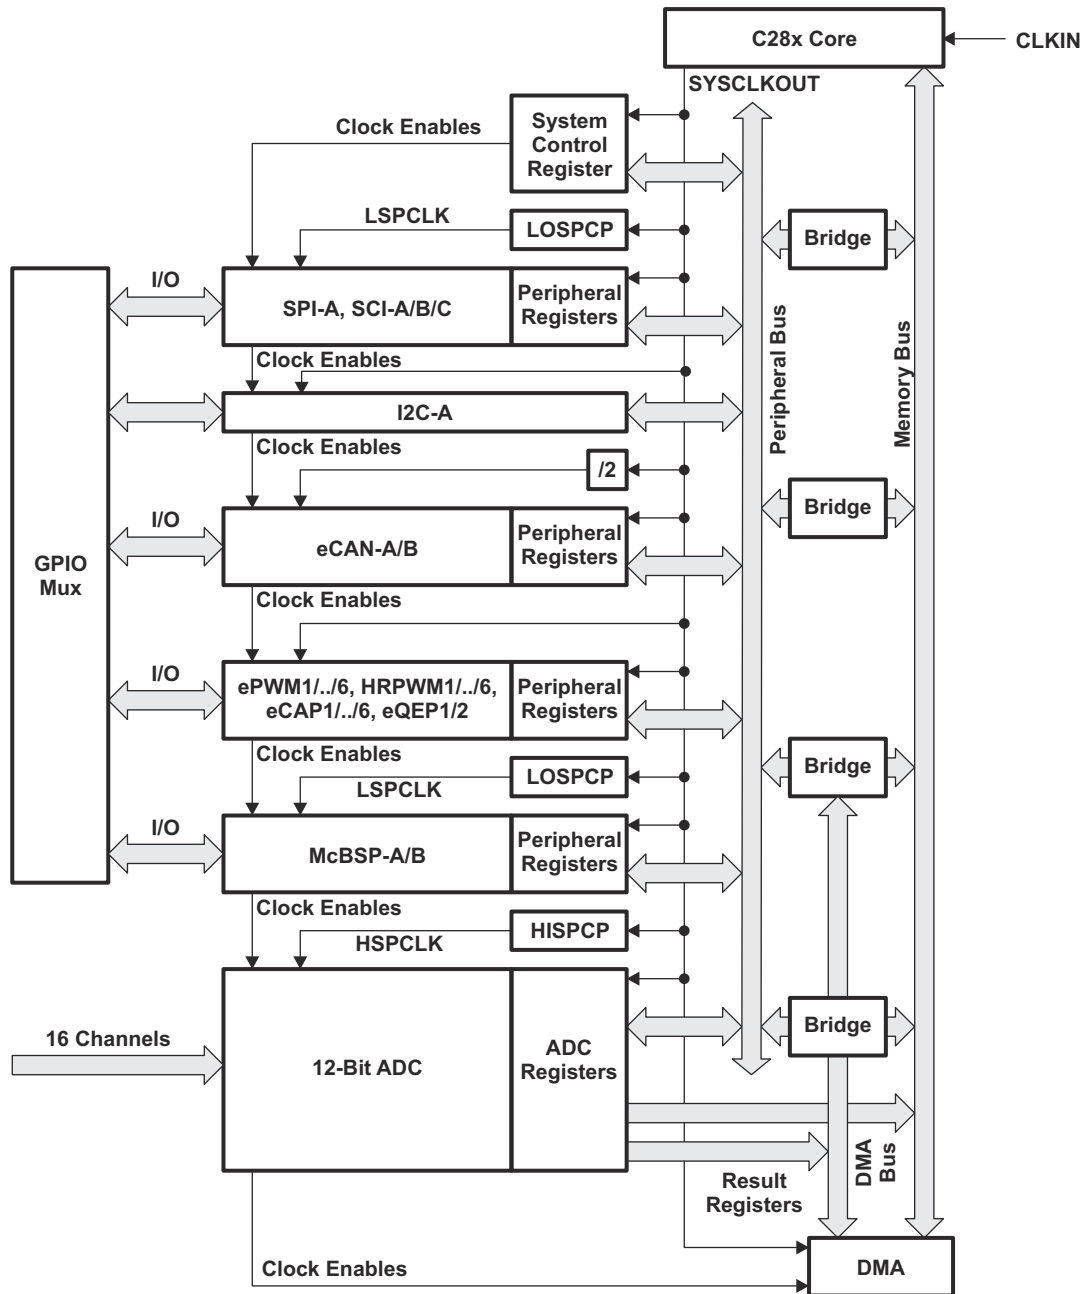 C28x Core
CLKIN
SYSCLKOUT
Clock Enables
System
Control
Register
LSPCLK
LOSPCP
Bridge
I/O
SPI-A, SCI-A/B/C
Peripheral
Registers
Peripheral Bus
Memory Bus
Clock Enables
I2C-A
Clock Enables
/2
Bridge
I/O
eCAN-A/B
Peripheral
Registers
GPIO
Mux
Clock Enables
I/O
ePWM1/../6, HRPWM1/../6,
eCAP1/../6, eQEP1/2
Peripheral
Registers
Clock Enables
LSPCLK
LOSPCP
Bridge
I/O
McBSP-A/B
Peripheral
Registers
Clock Enables
HSPCLK
HISPCP
16 Channels
12-Bit ADC
ADC
Registers
Bridge
DMA
Bus
Result
Registers
Clock Enables
DMA